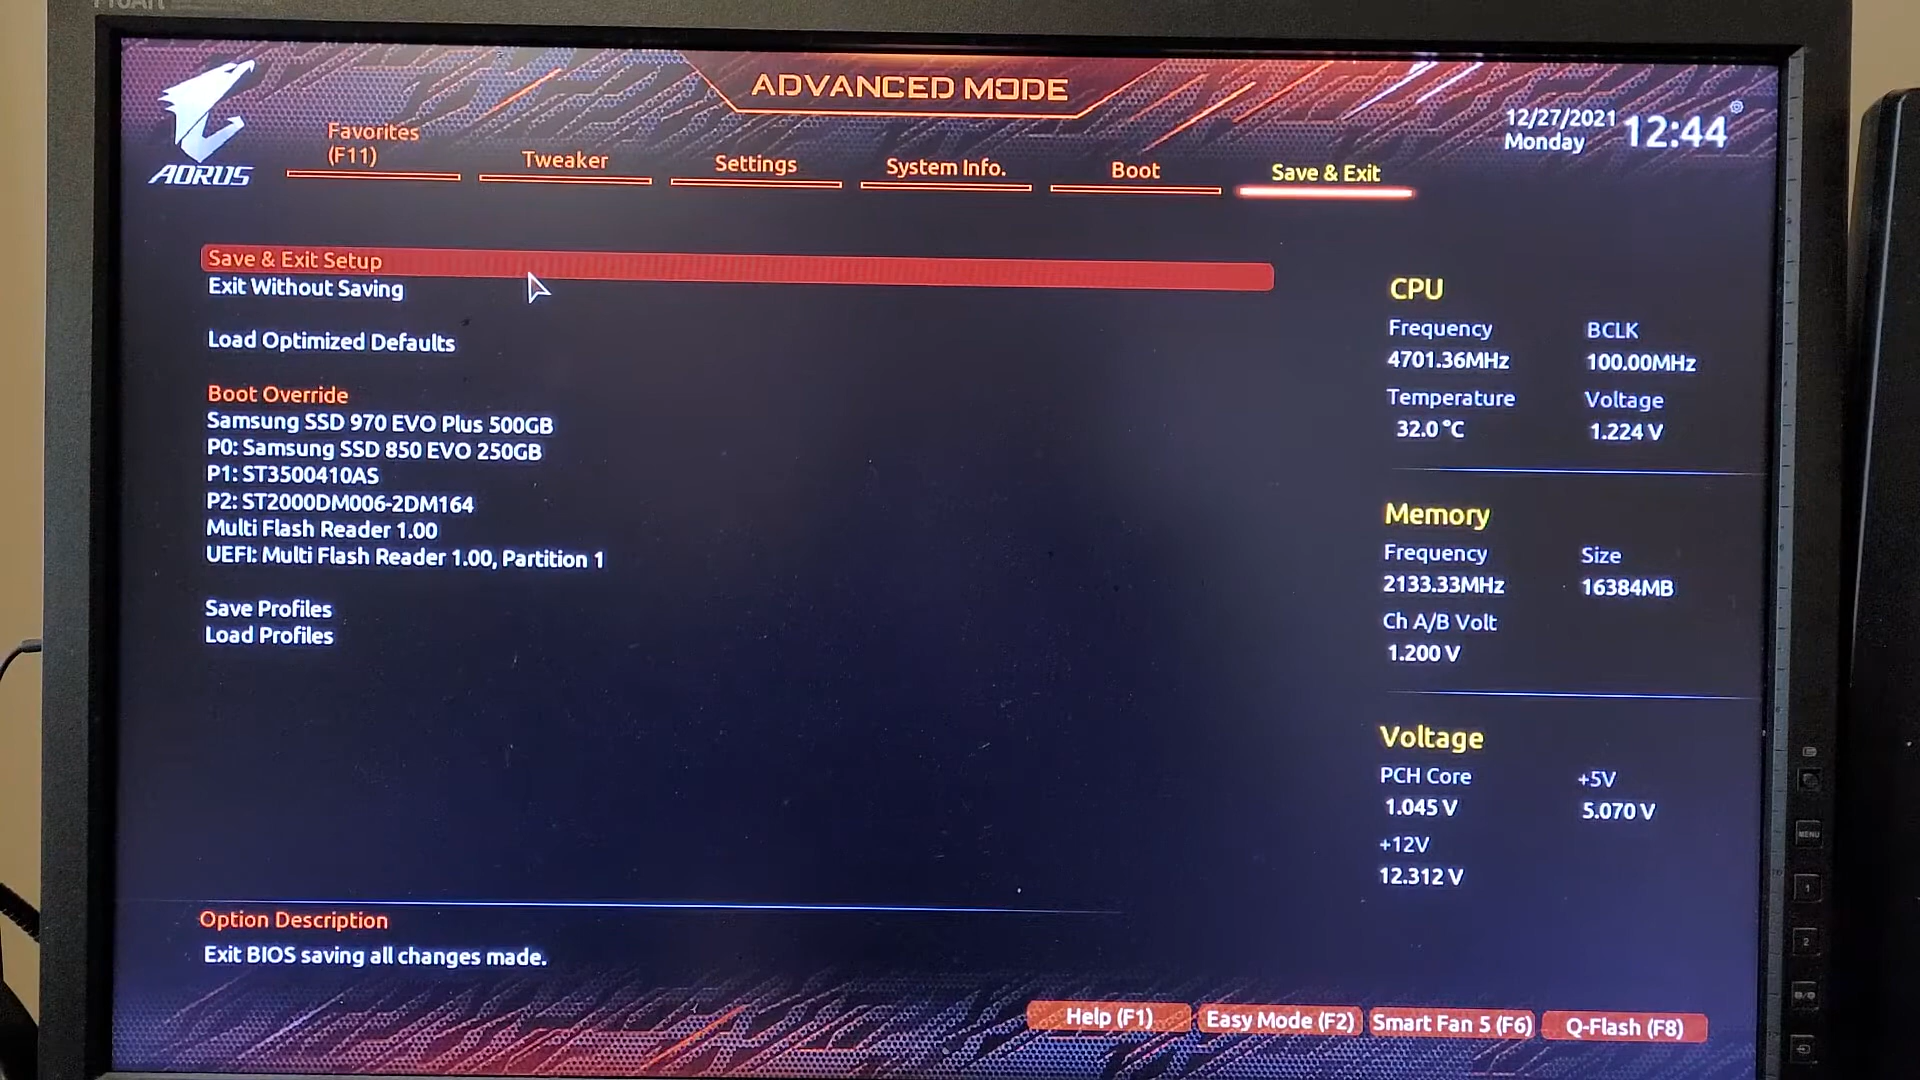 ProArt
ADVANCED MODE
AORUS
Favorites
(F11)
Tweaker
Settings
System Info.
Boot
Save & Exit
12/27/2021
Monday
12:44
Save & Exit Setup
Exit Without Saving
Load Optimized Defaults
Boot Override
Samsung SSD 970 EVO Plus 500GB
P0: Samsung SSD 850 EVO 250GB
P1: ST3500410AS
P2: ST2000DM006-2DM164
Multi Flash Reader 1.00
UEFI: Multi Flash Reader 1.00, Partition 1
Save Profiles
Load Profiles
CPU
Frequency BCLK
4701.36MHz 100.00MHz
Temperature Voltage
32.0 °C 1.224 V
Memory
Frequency Size
2133.33MHz 16384MB
Ch A/B Volt
1.200 V
Voltage
PCH Core +5V
1.045 V 5.070 V
+12V
12.312 V
Option Description
Exit BIOS saving all changes made.
Help (F1) Easy Mode (F2) Smart Fan 5 (F6) Q-Flash (F8)
MENU
1
2